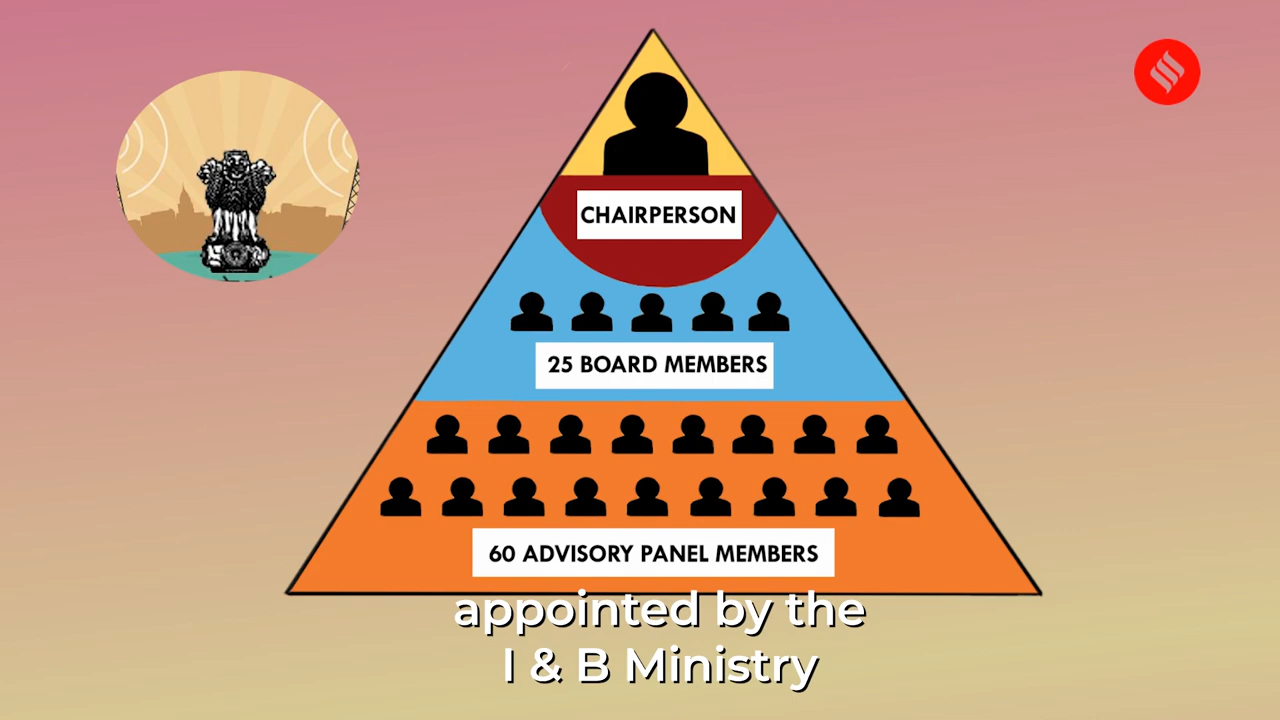 CHAIRPERSON
25 BOARD MEMBERS
60 ADVISORY PANEL MEMBERS
appointed by the
I & B Ministry